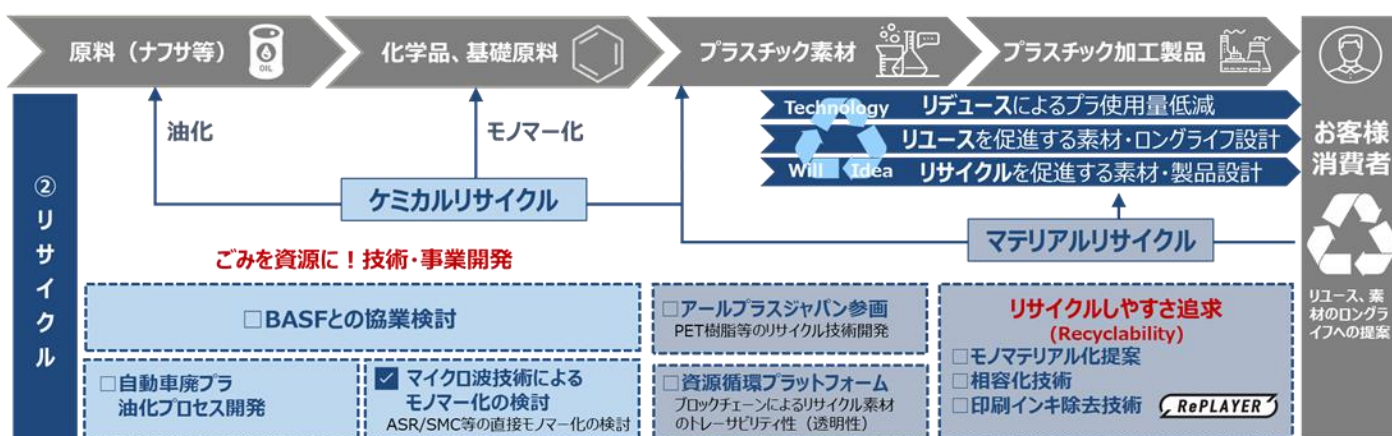 原料（ナフサ等）
OIL
化学品、基礎原料
プラスチック素材
プラスチック加工製品
Technology
Will
Idea
リデュースによるプラ使用量低減
リユースを促進する素材・ロングライフ設計
リサイクルを促進する素材・製品設計
お客様
消費者
リユース、素
材のロングラ
イフへの提案
②
リ
サ
イ
ク
ル
油化
モノマー化
ケミカルリサイクル
マテリアルリサイクル
ごみを資源に！技術・事業開発
□BASFとの協業検討
□自動車廃プラ
油化プロセス開発
☑ マイクロ波技術による
モノマー化の検討
ASR/SMC等の直接モノマー化の検討
□アールプラスジャパン参画
PET樹脂等のリサイクル技術開発
□資源循環プラットフォーム
ブロックチェーンによるリサイクル素材
のトレーサビリティ性（透明性）
リサイクルしやすさ追求
(Recyclability)
□モノマテリアル化提案
□相容化技術
□印刷インキ除去技術
RePLAYER